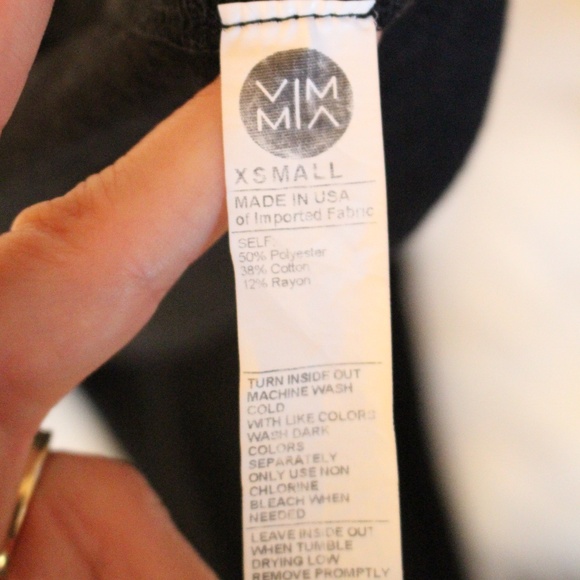 VIM
MIA
XSMALL
MADE IN USA
of Imported Fabric
SELF:
50% Polyester
38% Cotton
12% Rayon
TURN INSIDE OUT
MACHINE WASH
COLD
WITH LIKE COLORS
WASH DARK
COLORS
SEPARATELY
ONLY USE NON
CHLORINE
BLEACH WHEN
NEEDED
LEAVE INSIDE OUT
WHEN TUMBLE
DRYING LOW
REMOVE PROMPTLY